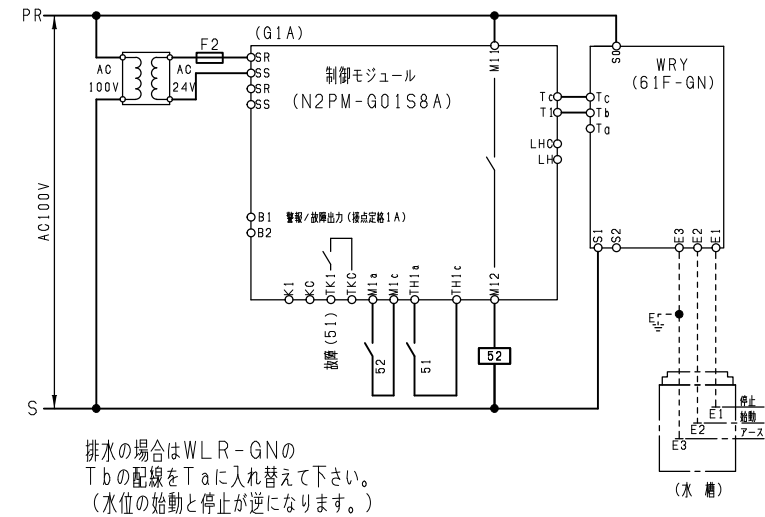 PR
(G1A)
F2
AC
100V
AC
24V
SR
SS
SR
SS
制御モジュール
(N2PM-G01S8A)
M11
S0
WRY
(61F-GN)
Tc
T1
Tc
Tb
Ta
LHC
LH
AC100V
B1
B2
警報/故障出力(接点定格1A)
S1
S2
E3
E2
E1
K1
KC
TK1
TKC
M1a
M1c
TH1a
TH1c
M12
故障(51)
52
51
52
E
S
E1
E2
E3
停止
始動
アース
(水 槽)
排水の場合はWLR-GNの
Tbの配線をTaに入れ替えて下さい。
(水位の始動と停止が逆になります。)